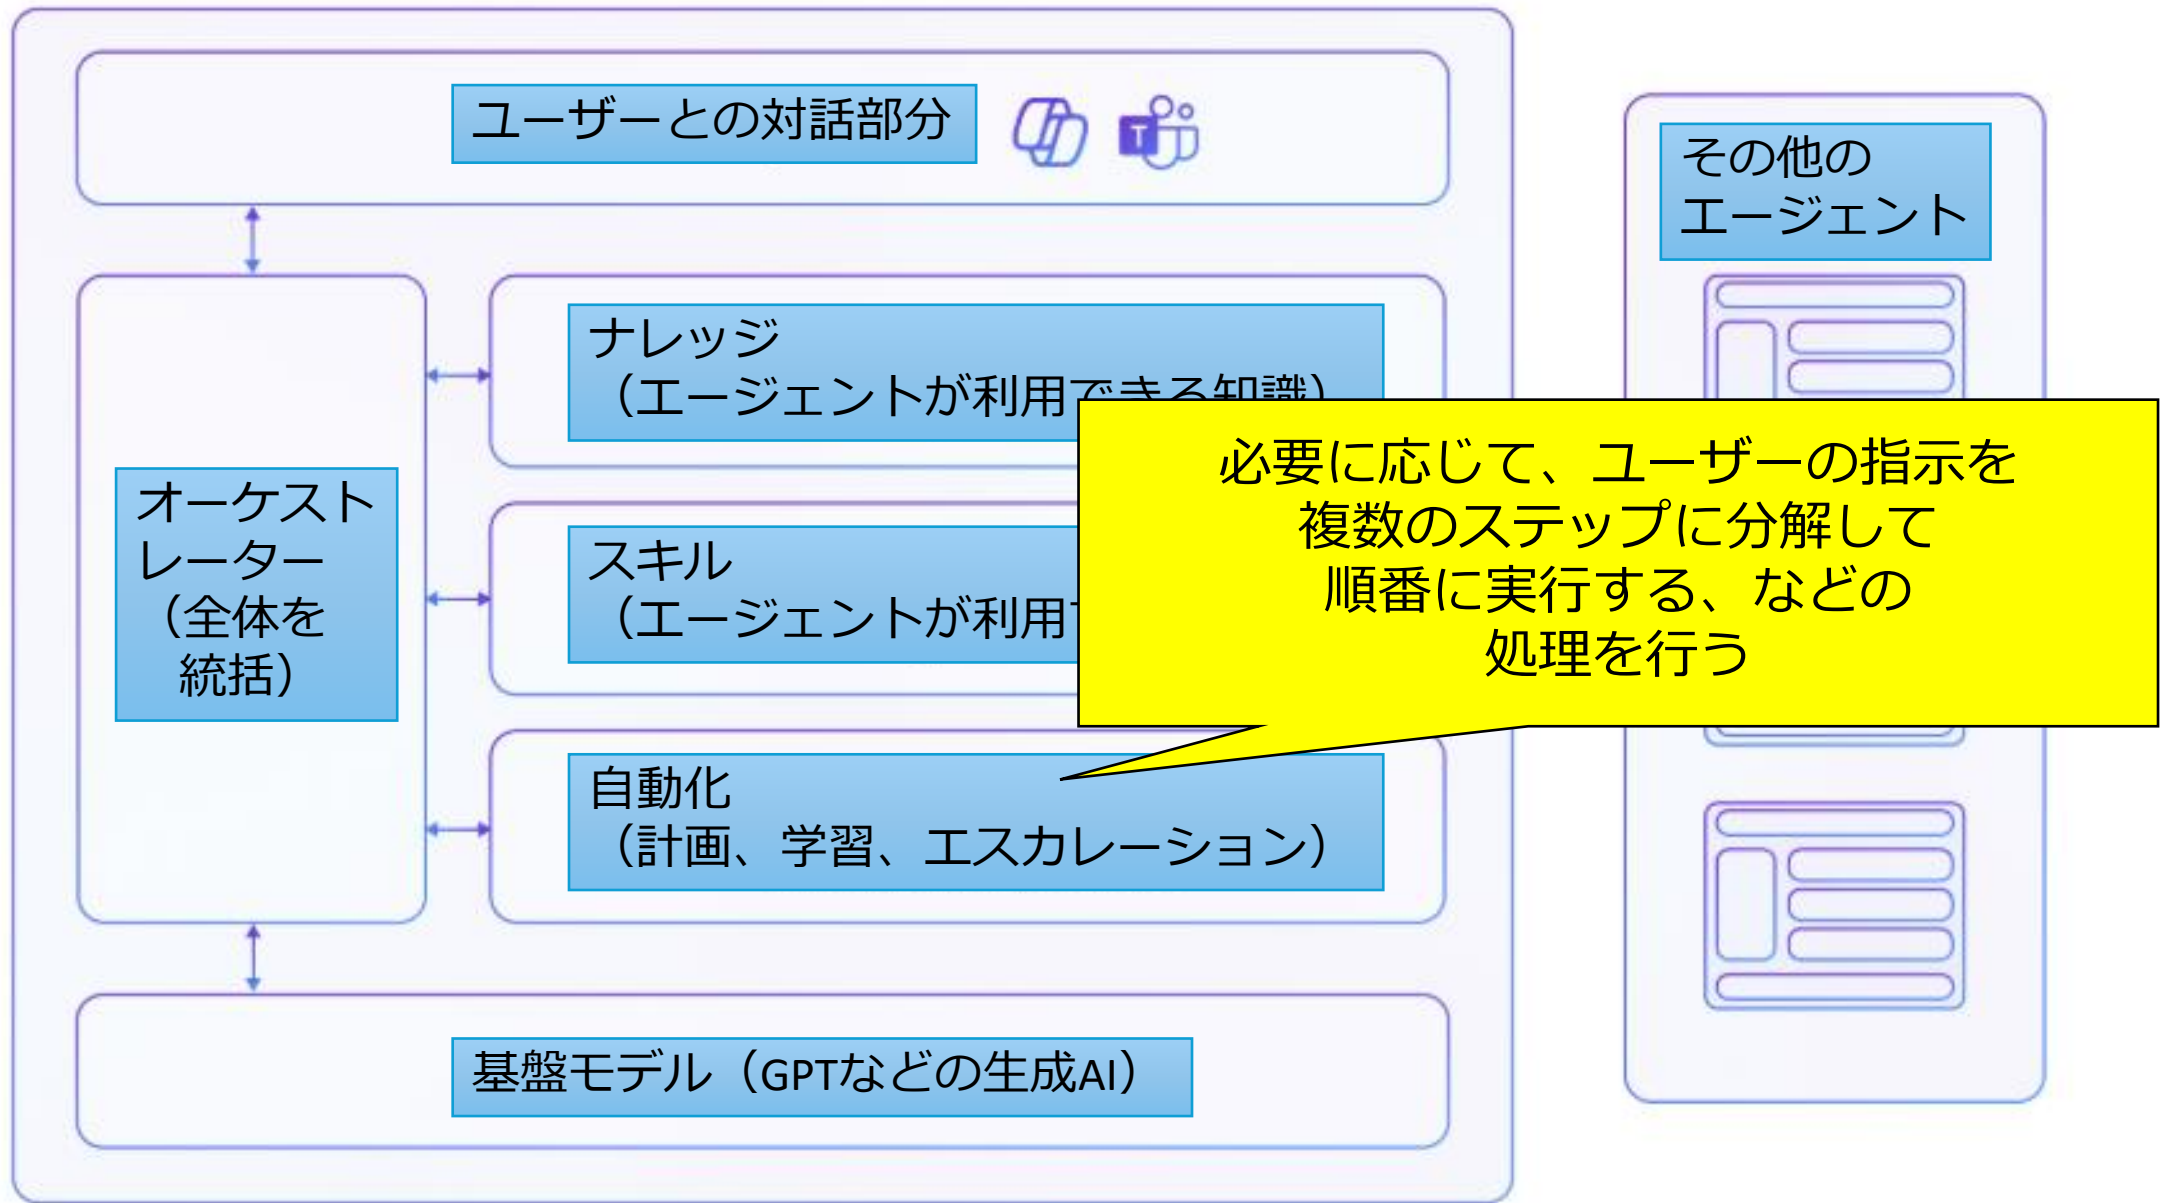 ユーザーとの対話部分
T
その他の
エージェント
ナレッジ
（エージェントが利用できる知識）
オーケスト
レーター
（全体を
統括）
スキル
（エージェントが利用
必要に応じて、ユーザーの指示を
複数のステップに分解して
順番に実行する、などの
処理を行う
自動化
（計画、学習、エスカレーション）
基盤モデル（GPTなどの生成AI）